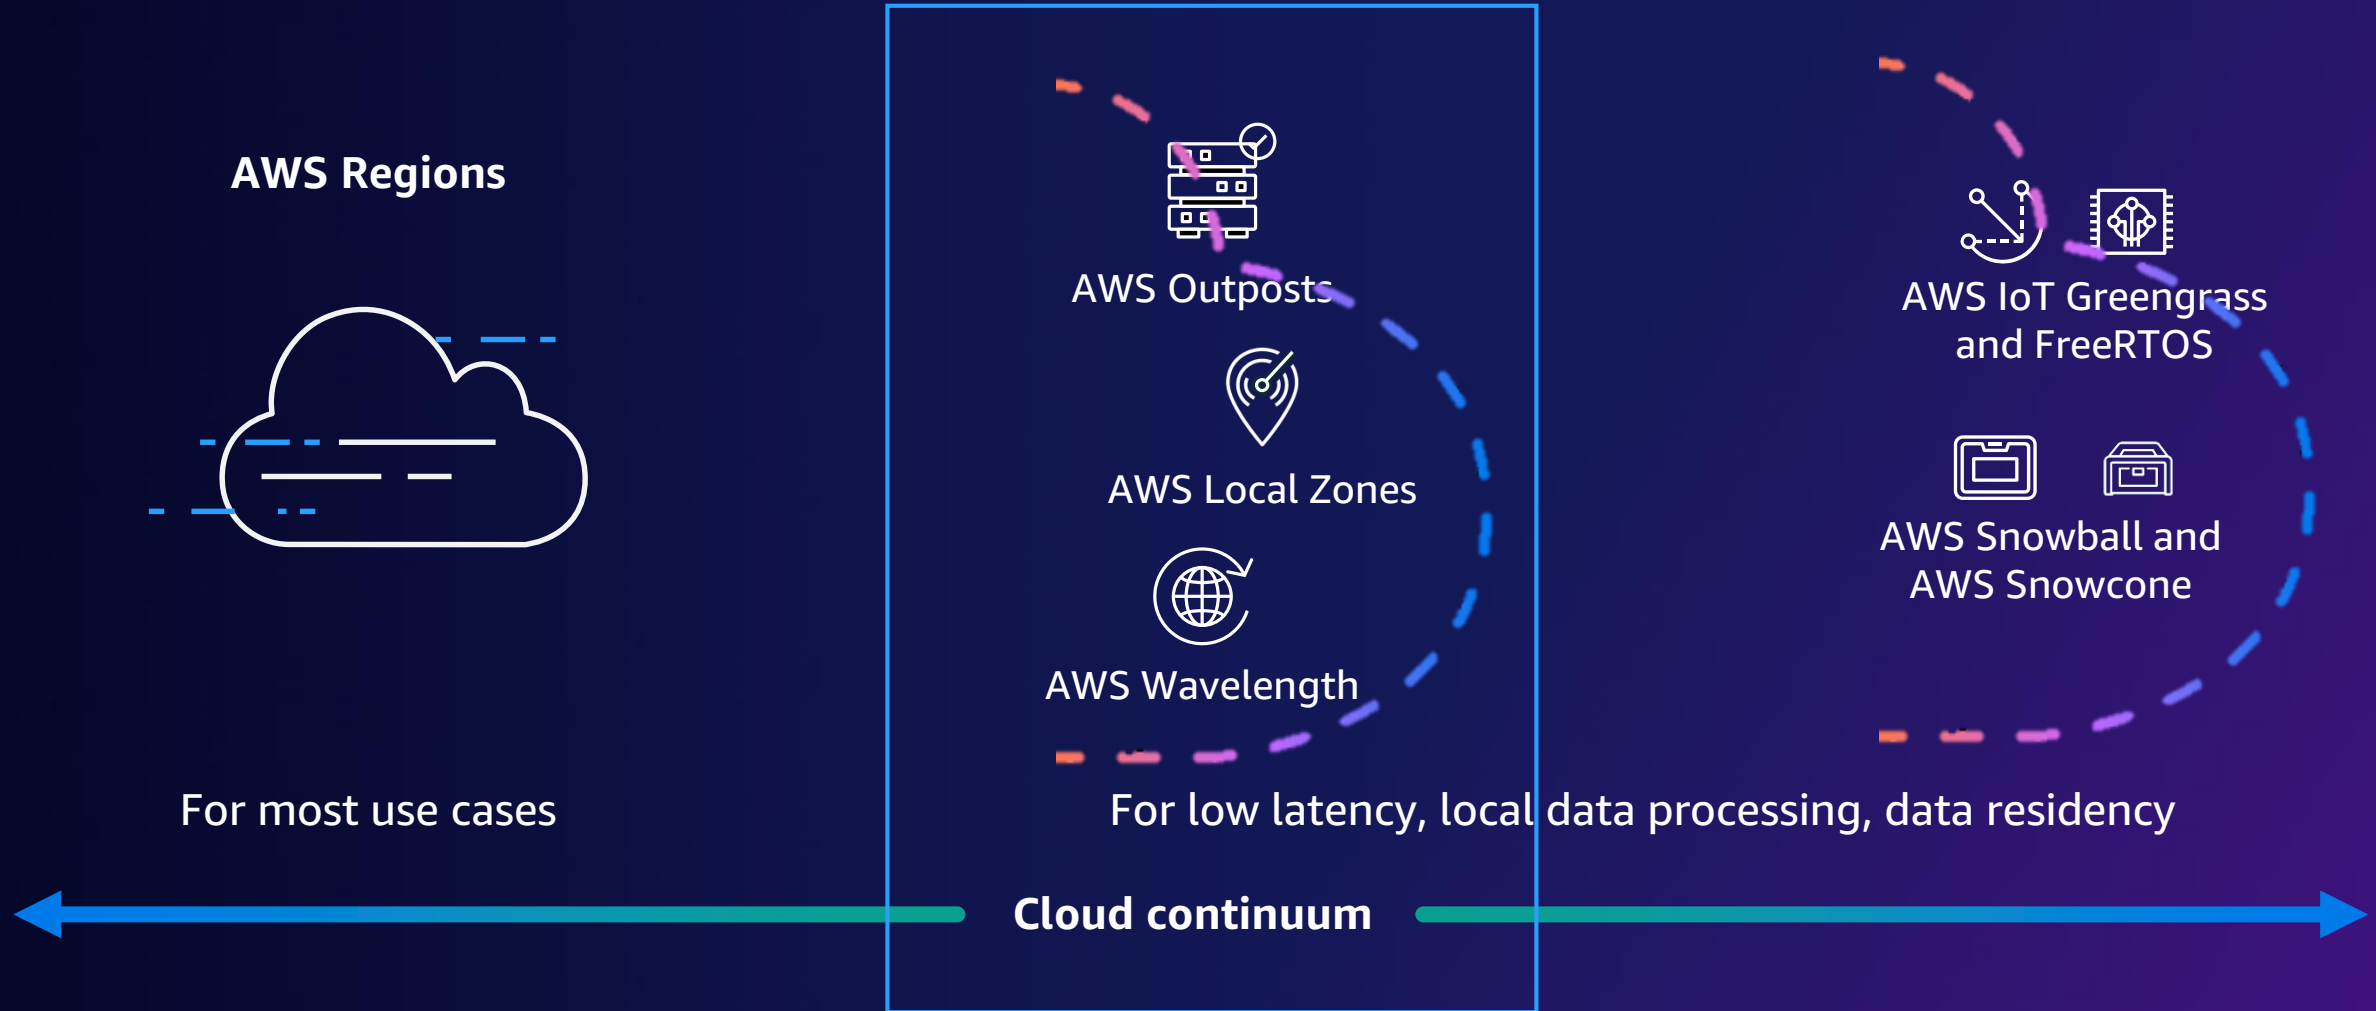 AWS Regions
For most use cases
AWS Outposts
AWS Local Zones
AWS Wavelength
AWS IoT Greengrass
and FreeRTOS
AWS Snowball and
AWS Snowcone
For low latency, local data processing, data residency
Cloud continuum